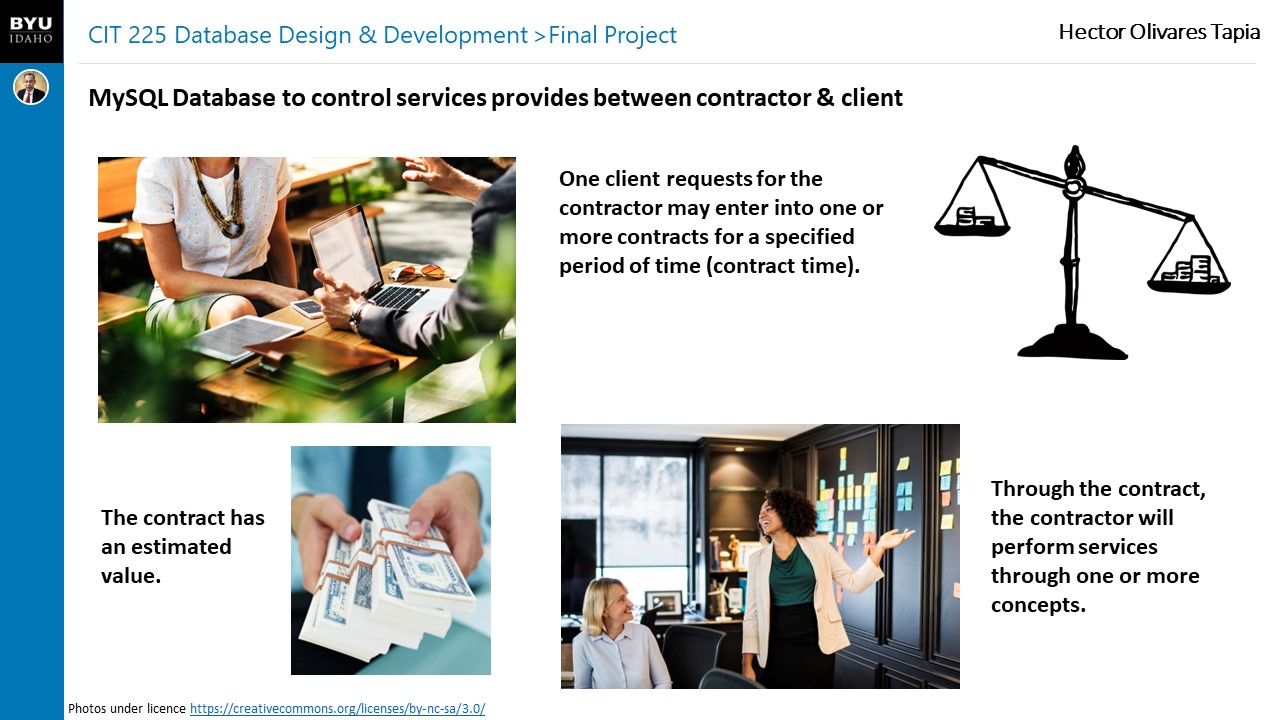 BYU
IDAHO
CIT 225 Database Design & Development >Final Project
Hector Olivares Tapia
MySQL Database to control services provides between contractor & client
One client requests for the
contractor may enter into one or
more contracts for a specified
period of time (contract time).
The contract has
an estimated
value.
Through the contract,
the contractor will
perform services
through one or more
concepts.
Photos under licence https://creativecommons.org/licenses/by-nc-sa/3.0/